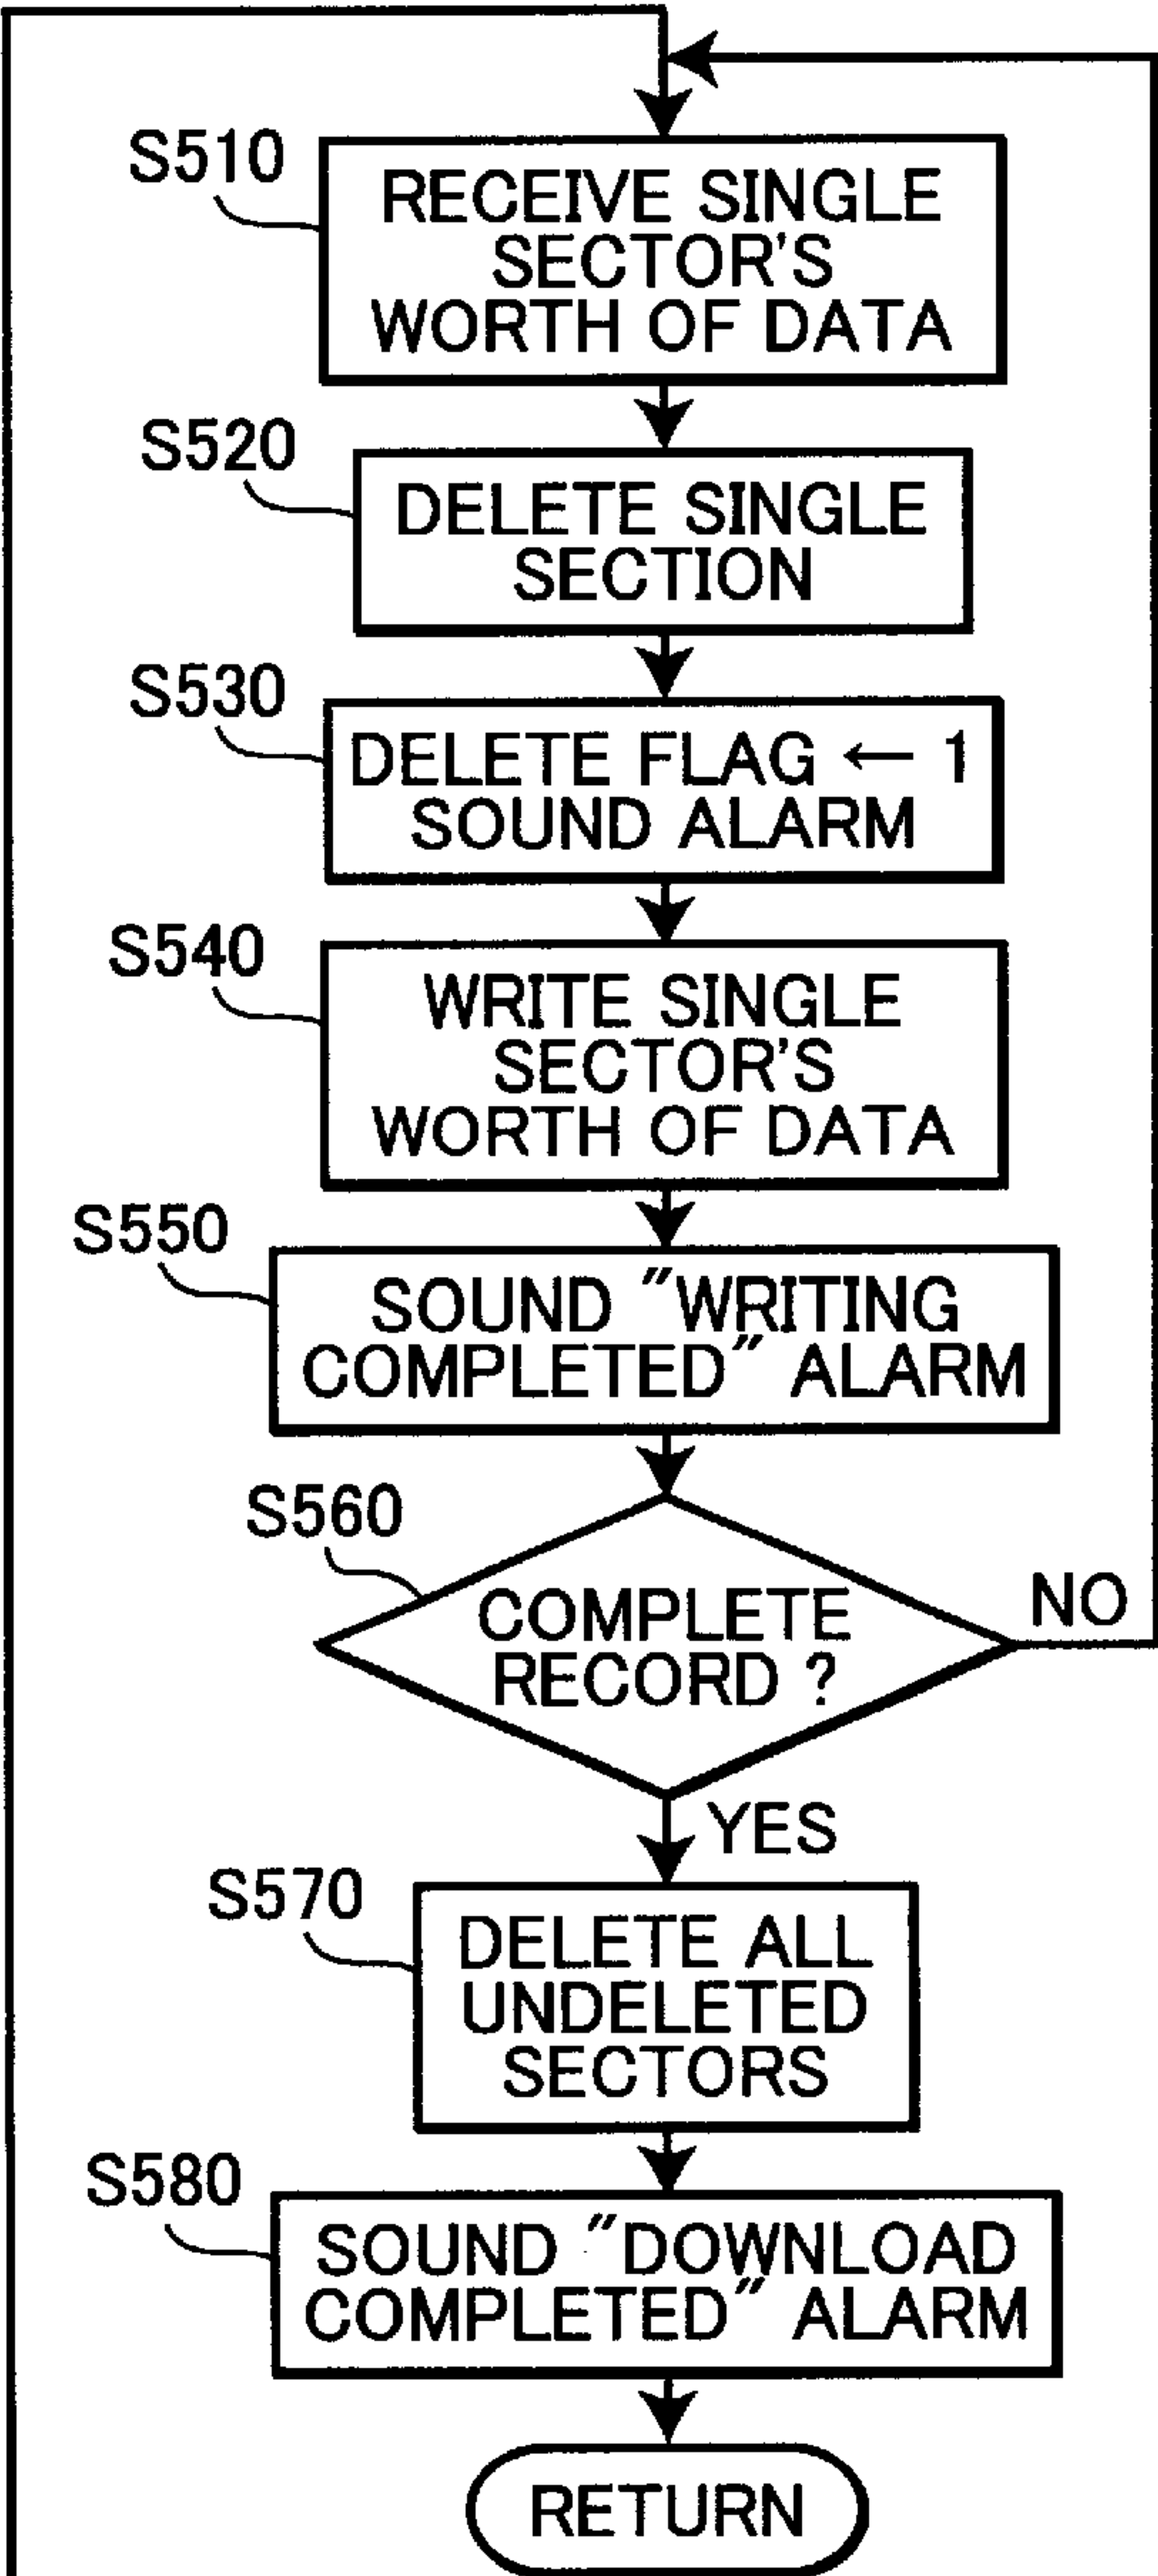 S510
RECEIVE SINGLE
SECTOR'S
WORTH OF DATA
S520
DELETE SINGLE
SECTION
S530
DELETE FLAG ← 1
SOUND ALARM
S540
WRITE SINGLE
SECTOR'S
WORTH OF DATA
S550
SOUND "WRITING
COMPLETED" ALARM
S560
COMPLETE
RECORD ?
NO
YES
S570
DELETE ALL
UNDELETED
SECTORS
S580
SOUND "DOWNLOAD
COMPLETED" ALARM
RETURN